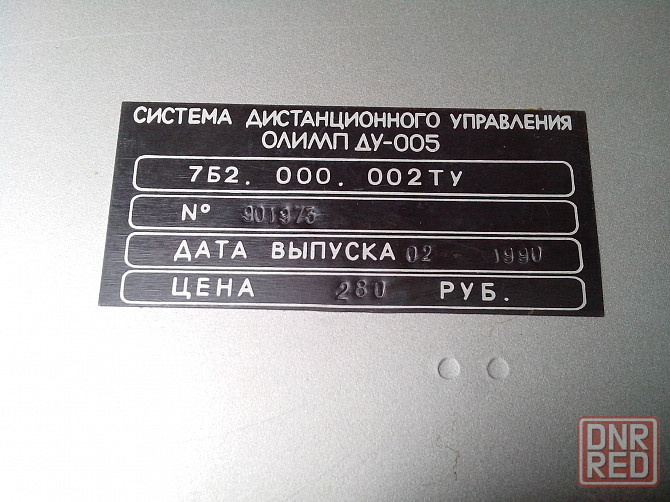 СИСТЕМА ДИСТАНЦИОННОГО УПРАВЛЕНИЯ
ОЛИМП ДУ-005
7Б2. 000. 002ТУ
№ 901973
ДАТА ВЫПУСКА 02 1990
ЦЕНА 280 РУБ.
DNR
RED